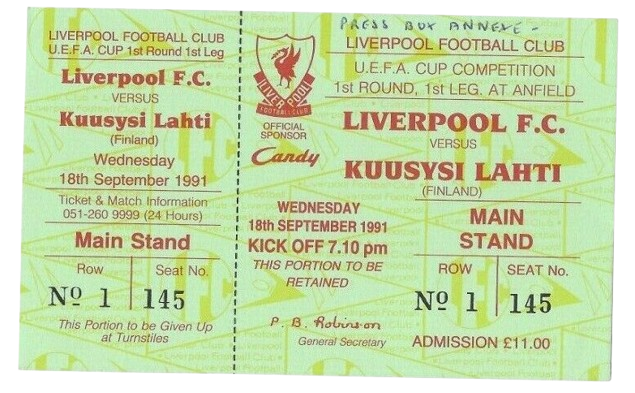 LIVERPOOL FOOTBALL CLUB
U.E.F.A. CUP 1st Round 1st Leg
Liverpool F.C.
VERSUS
Kuusysi Lahti
(Finland)
Wednesday
18th September 1991
Ticket & Match Information
051-260 9999 (24 Hours)
Main Stand
Row Seat No.
Nº 1 145
This Portion to be Given Up
at Turnstiles
LIVERPOOL
FOOTBALL CLUB
OFFICIAL
SPONSOR
Candy
PRESS BOX ANNEXE -
LIVERPOOL FOOTBALL CLUB
U.E.F.A. CUP COMPETITION
1st ROUND, 1st LEG. AT ANFIELD
LIVERPOOL F.C.
VERSUS
KUUSYSI LAHTI
(FINLAND)
WEDNESDAY
18th SEPTEMBER 1991
KICK OFF 7.10 pm
THIS PORTION TO BE
RETAINED
P. B. Robinson
General Secretary
MAIN
STAND
ROW SEAT No.
Nº 1 145
ADMISSION £11.00